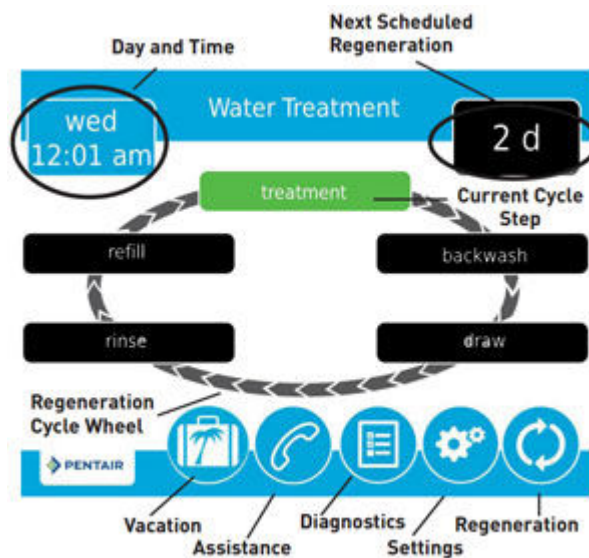 Day and Time
Next Scheduled
Regeneration
wed
12:01 am
Water Treatment
2 d
treatment
Current Cycle
Step
refill
backwash
rinse
draw
Regeneration
Cycle Wheel
PENTAIR
Vacation
Assistance
Diagnostics
Settings
Regeneration